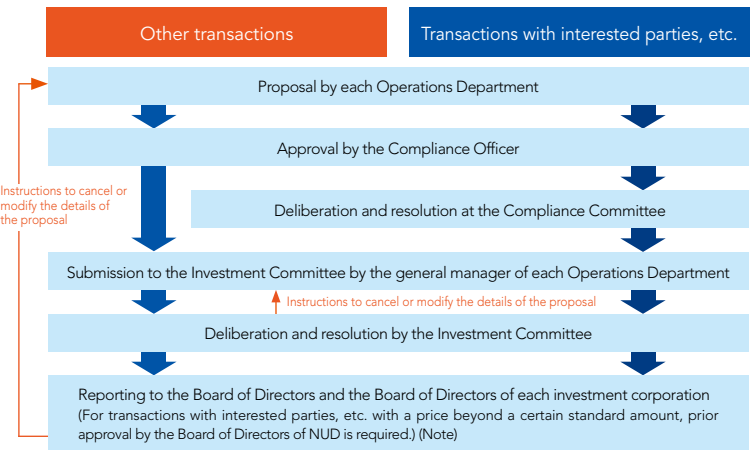 Other transactions
Transactions with interested parties, etc.
Proposal by each Operations Department
Approval by the Compliance Officer
Instructions to cancel or
modify the details of
the proposal
Deliberation and resolution at the Compliance Committee
Submission to the Investment Committee by the general manager of each Operations Department
Instructions to cancel or modify the details of the proposal
Deliberation and resolution by the Investment Committee
Reporting to the Board of Directors and the Board of Directors of each investment corporation
(For transactions with interested parties, etc. with a price beyond a certain standard amount, prior
approval by the Board of Directors of NUD is required.) (Note)